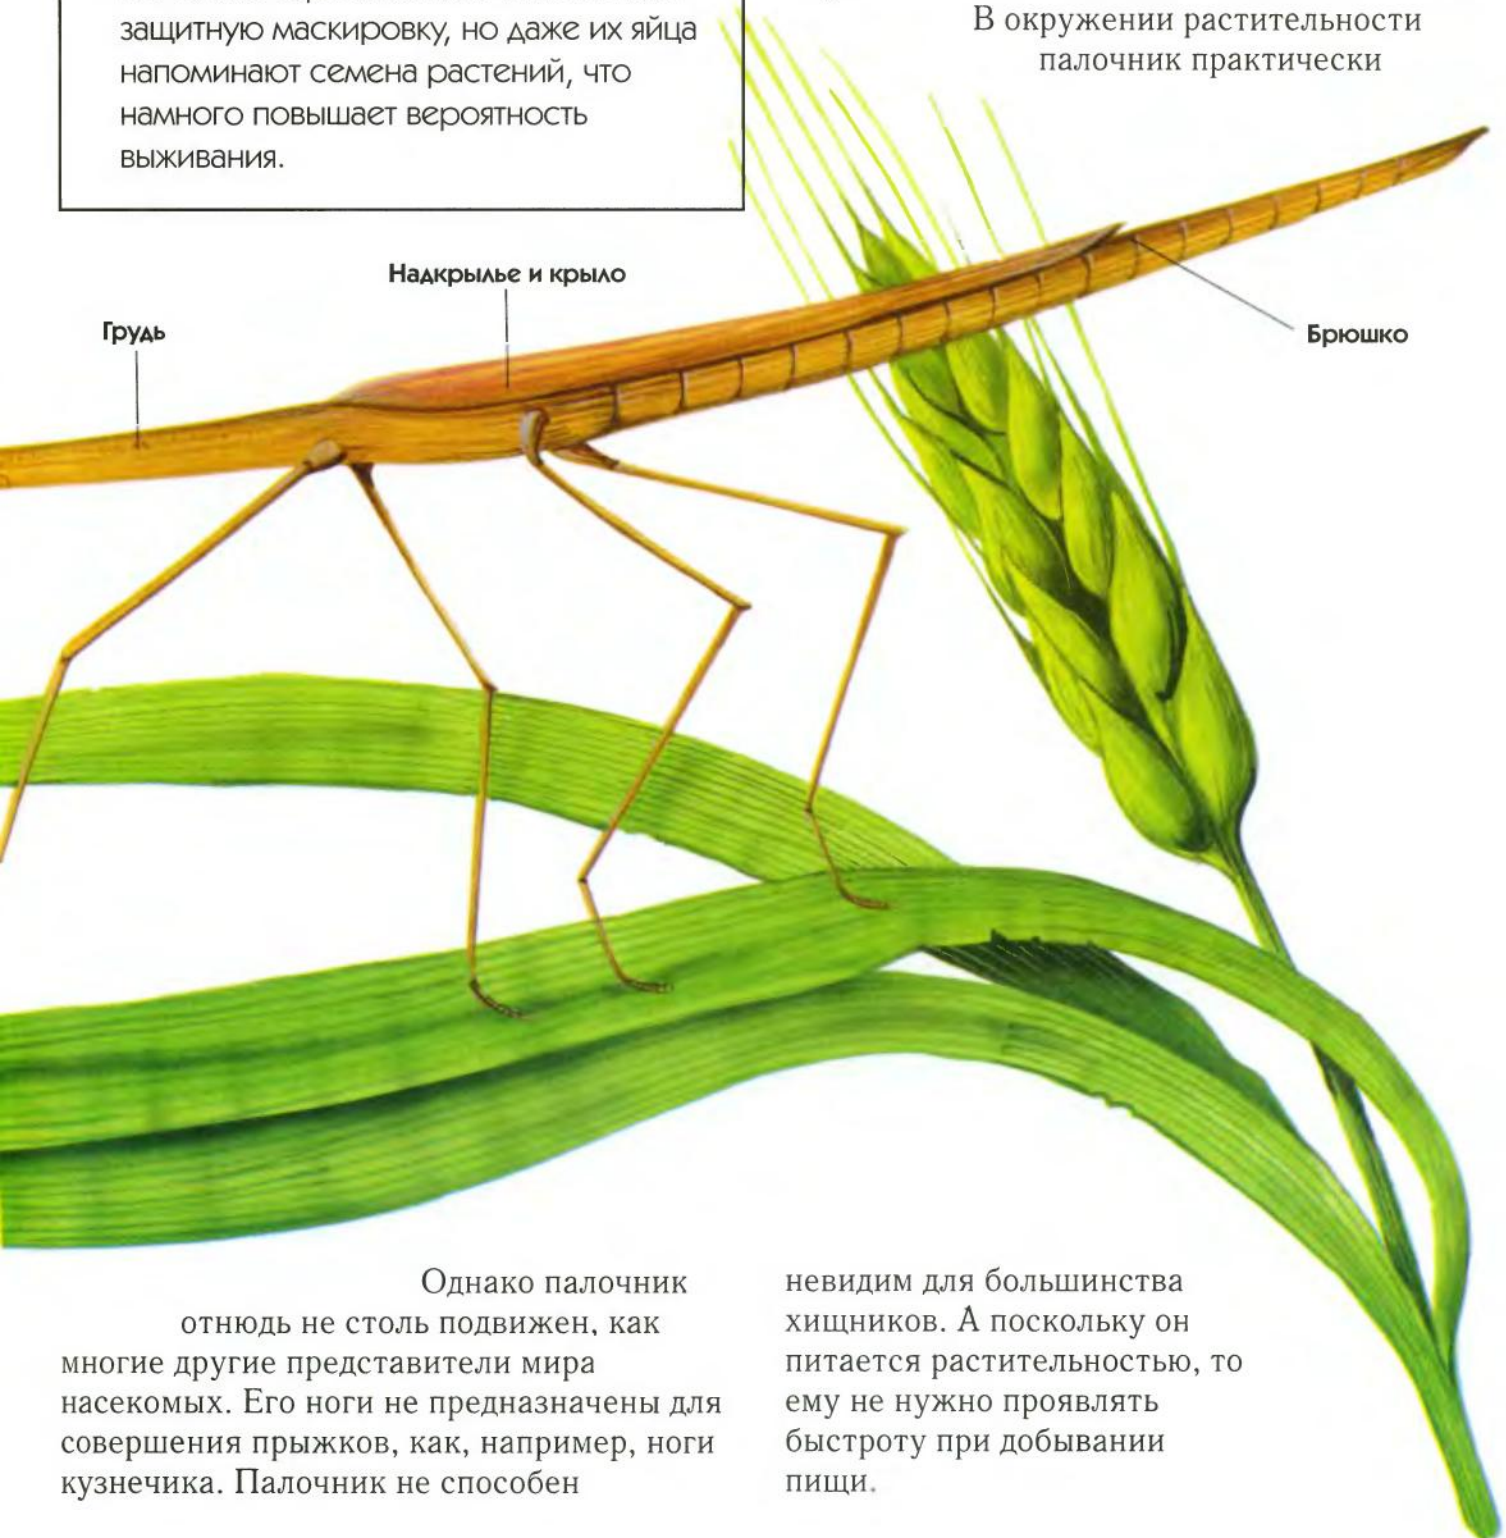 защитную маскировку, но даже их яйца
напоминают семена растений, что
намного повышает вероятность
выживания.
В окружении растительности
палочник практически
Надкрылье и крыло
Грудь
Брюшко
Однако палочник
отнюдь не столь подвижен, как
многие другие представители мира
насекомых. Его ноги не предназначены для
совершения прыжков, как, например, ноги
кузнечика. Палочник не способен
невидим для большинства
хищников. А поскольку он
питается растительностью, то
ему не нужно проявлять
быстроту при добывании
пищи.